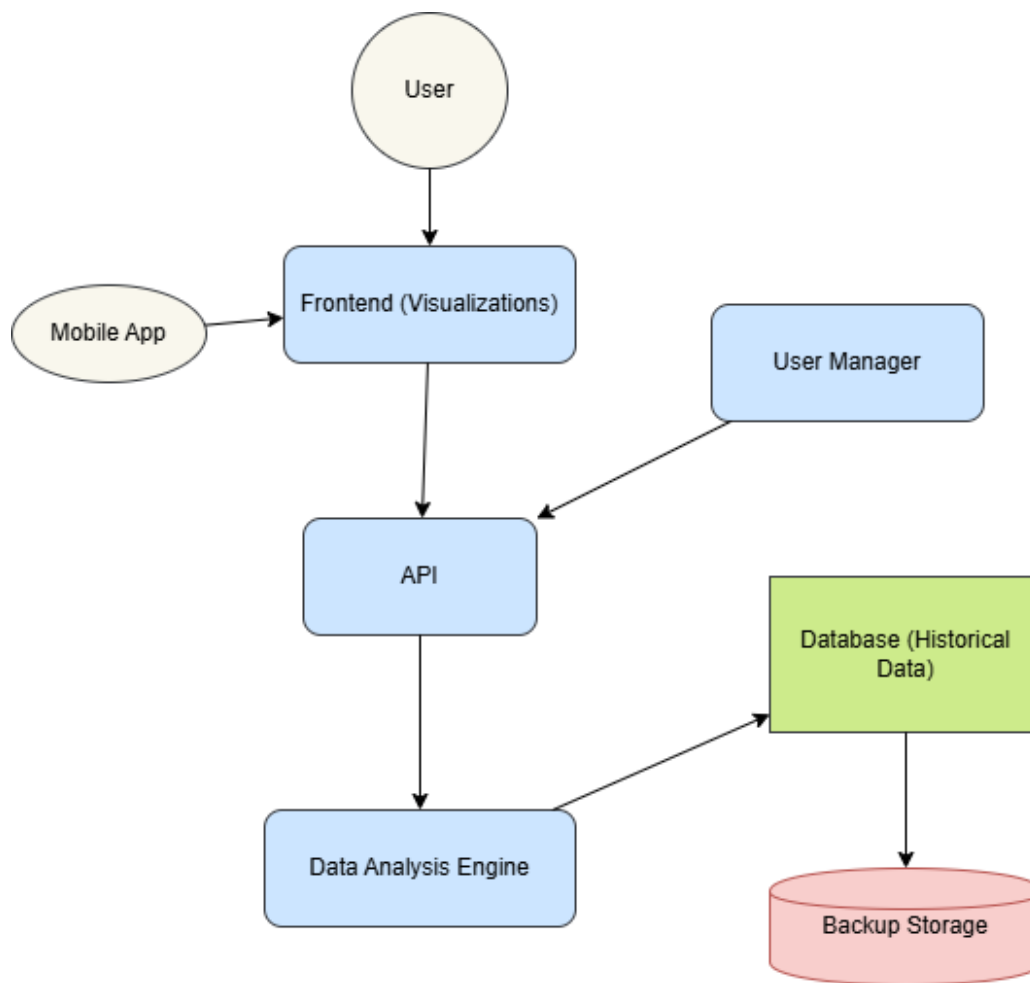 User
Frontend (Visualizations)
Mobile App
User Manager
API
Database (Historical
Data)
Data Analysis Engine
Backup Storage